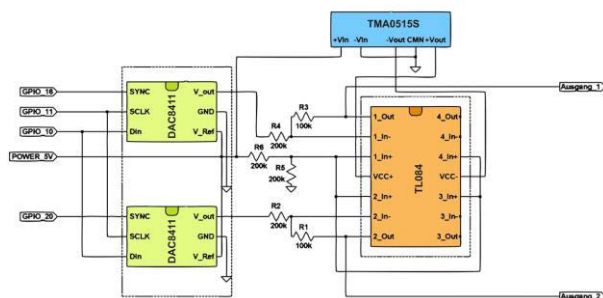 TMA0515S
+Vin -Vin -Vout CMN +Vout
GPIO_16
GPIO_11
GPIO_10
POWER_5V
GPIO_20
SYNC V_out
SCLK GND
Din V_Ref
DAC8411
SYNC V_out
SCLK GND
Din V_Ref
DAC8411
R3
100k
R4
200k
R6
200k
R5
200k
R2
200k
R1
100k
1_Out 4_Out
1_In- 4_In-
1_In+ 4_In+
VCC+ VCC-
2_In+ 3_In+
2_In- 3_In-
2_Out 3_Out
TL084
Ausgang_1
Ausgang_2